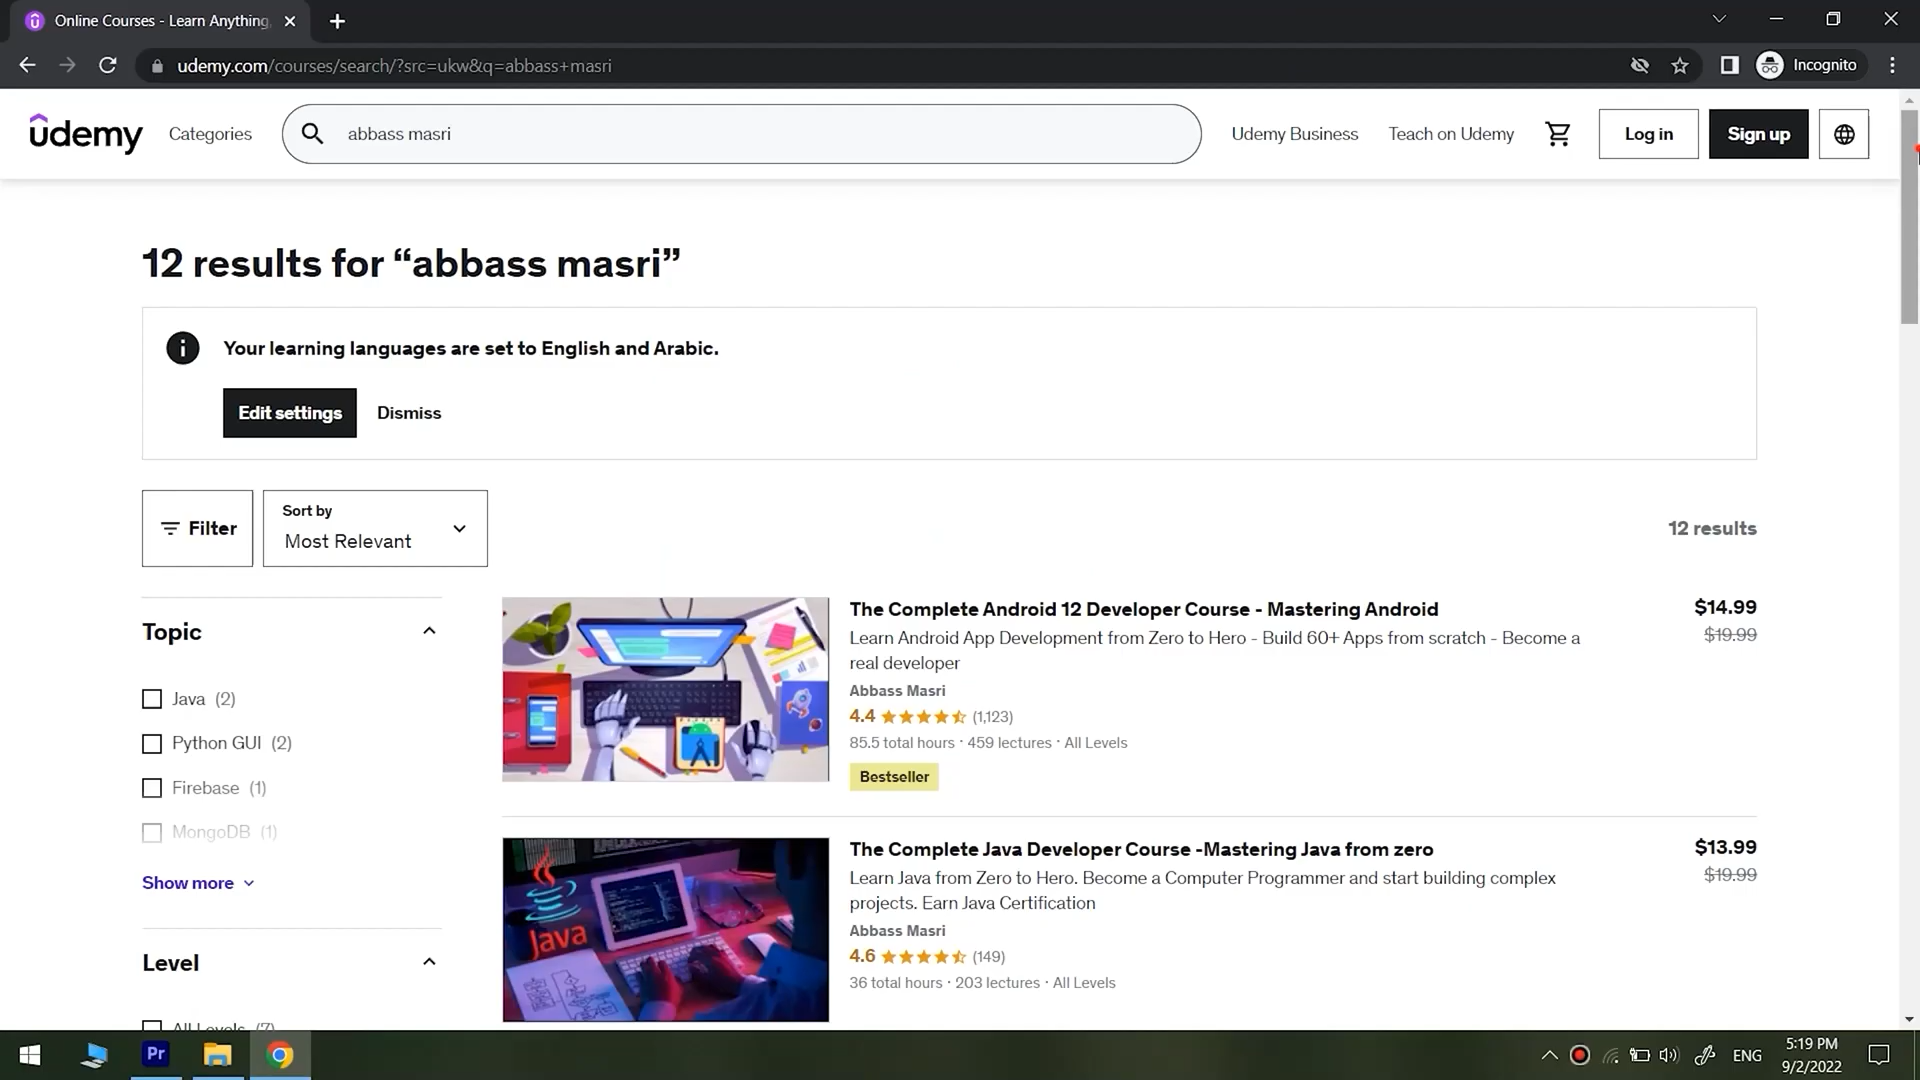 Online Courses - Learn Anything,
udemy.com/courses/search/?src=ukw&q=abbass+masri
Incognito
ûdemy
Categories
abbass masri
Udemy Business
Teach on Udemy
Log in
Sign up
12 results for “abbass masri”
Your learning languages are set to English and Arabic.
Edit settings
Dismiss
Filter
Sort by
Most Relevant
12 results
Topic
Java (2)
Python GUI (2)
Firebase (1)
MongoDB (1)
Show more
Level
All Levels (7)
The Complete Android 12 Developer Course - Mastering Android
$14.99
Learn Android App Development from Zero to Hero - Build 60+ Apps from scratch - Become a
$19.99
real developer
Abbass Masri
4.4 (1,123)
85.5 total hours · 459 lectures · All Levels
Bestseller
Java
The Complete Java Developer Course -Mastering Java from zero
$13.99
Learn Java from Zero to Hero. Become a Computer Programmer and start building complex
$19.99
projects. Earn Java Certification
Abbass Masri
4.6 (149)
36 total hours · 203 lectures · All Levels
Pr
ENG
5:19 PM
9/2/2022